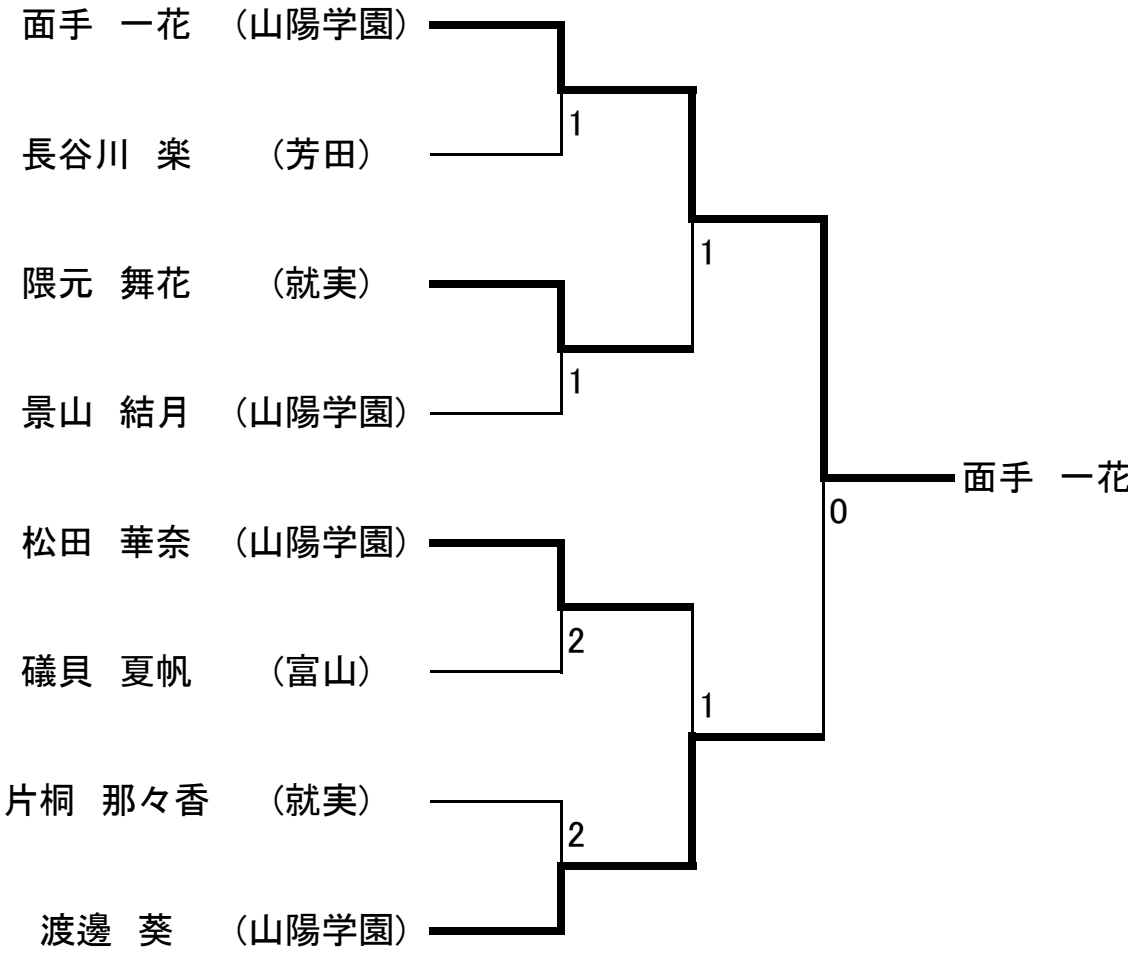 面手 一花 (山陽学園)
1
長谷川 楽 (芳田)
1
隈元 舞花 (就実)
1
景山 結月 (山陽学園)
面手 一花
0
松田 華奈 (山陽学園)
2
礒貝 夏帆 (富山)
1
片桐 那々香 (就実)
2
渡邊 葵 (山陽学園)